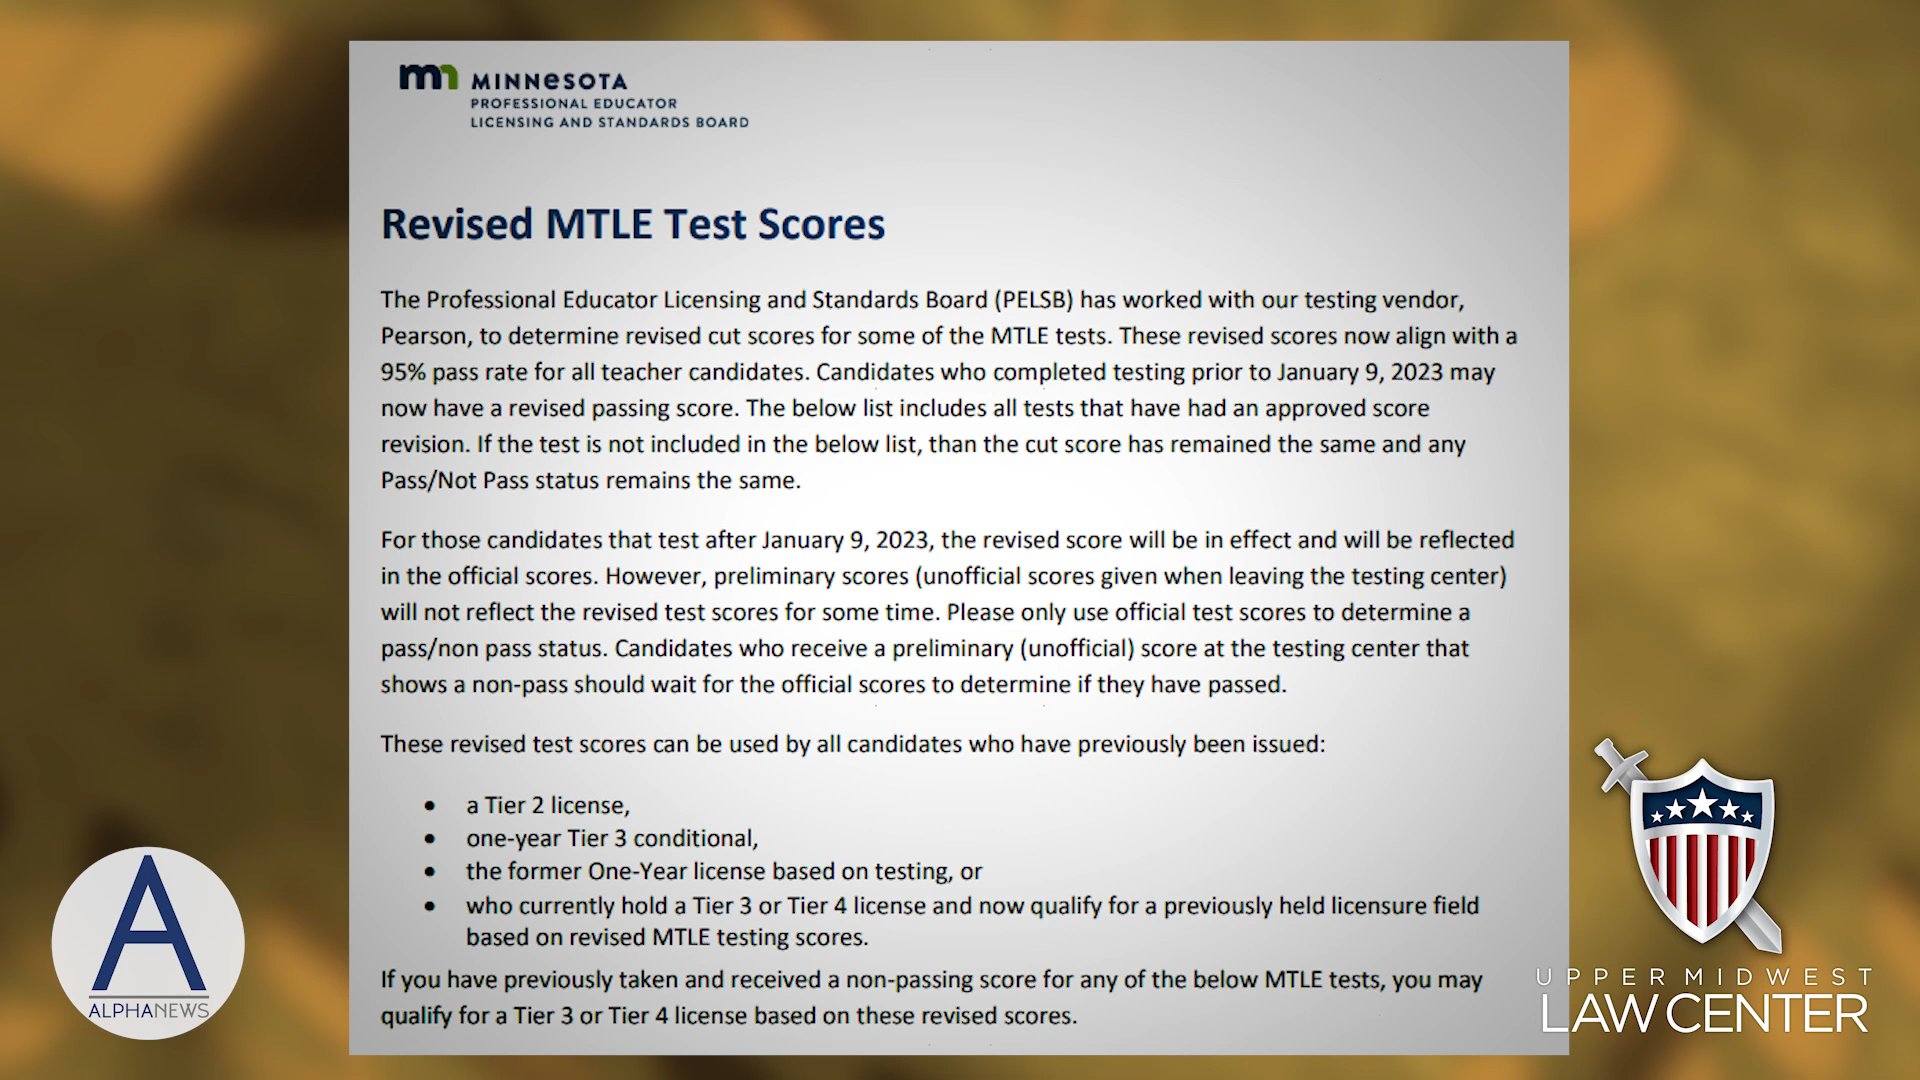 mn MINNESOTA
PROFESSIONAL EDUCATOR
LICENSING AND STANDARDS BOARD
Revised MTLE Test Scores
The Professional Educator Licensing and Standards Board (PELSB) has worked with our testing vendor,
Pearson, to determine revised cut scores for some of the MTLE tests. These revised scores now align with a
95% pass rate for all teacher candidates. Candidates who completed testing prior to January 9, 2023 may
now have a revised passing score. The below list includes all tests that have had an approved score
revision. If the test is not included in the below list, than the cut score has remained the same and any
Pass/Not Pass status remains the same.
For those candidates that test after January 9, 2023, the revised score will be in effect and will be reflected
in the official scores. However, preliminary scores (unofficial scores given when leaving the testing center)
will not reflect the revised test scores for some time. Please only use official test scores to determine a
pass/non pass status. Candidates who receive a preliminary (unofficial) score at the testing center that
shows a non-pass should wait for the official scores to determine if they have passed.
These revised test scores can be used by all candidates who have previously been issued:
• a Tier 2 license,
• one-year Tier 3 conditional,
• the former One-Year license based on testing, or
• who currently hold a Tier 3 or Tier 4 license and now qualify for a previously held licensure field
based on revised MTLE testing scores.
If you have previously taken and received a non-passing score for any of the below MTLE tests, you may
qualify for a Tier 3 or Tier 4 license based on these revised scores.
A
ALPHANEWS
UPPER MIDWEST
LAW CENTER